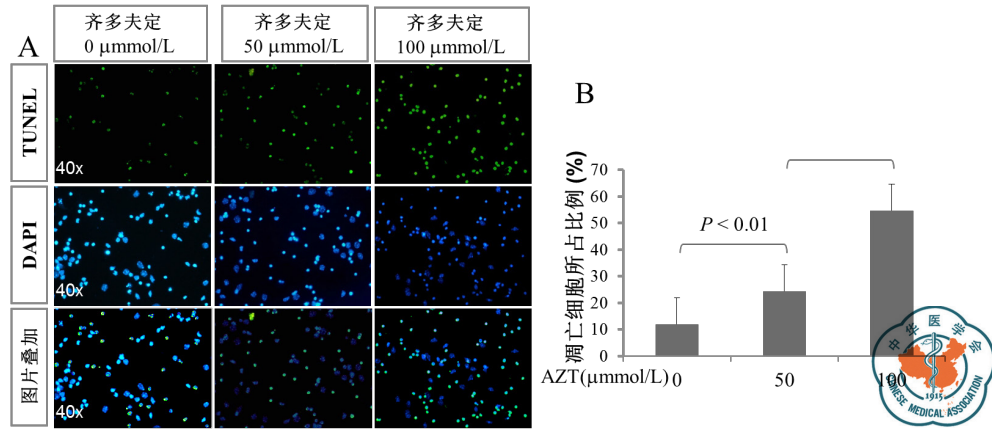 A
齐多夫定
0 μmmol/L
齐多夫定
50 μmmol/L
齐多夫定
100 μmmol/L
TUNEL
40x
DAPI
图片叠加
40x
B
凋亡细胞所占比例 (%)
70
60
50
40
30
20
10
0
P < 0.01
AZT(μmmol/L)
0
50
100
中华医学会
CHINESE MEDICAL ASSOCIATION
1915